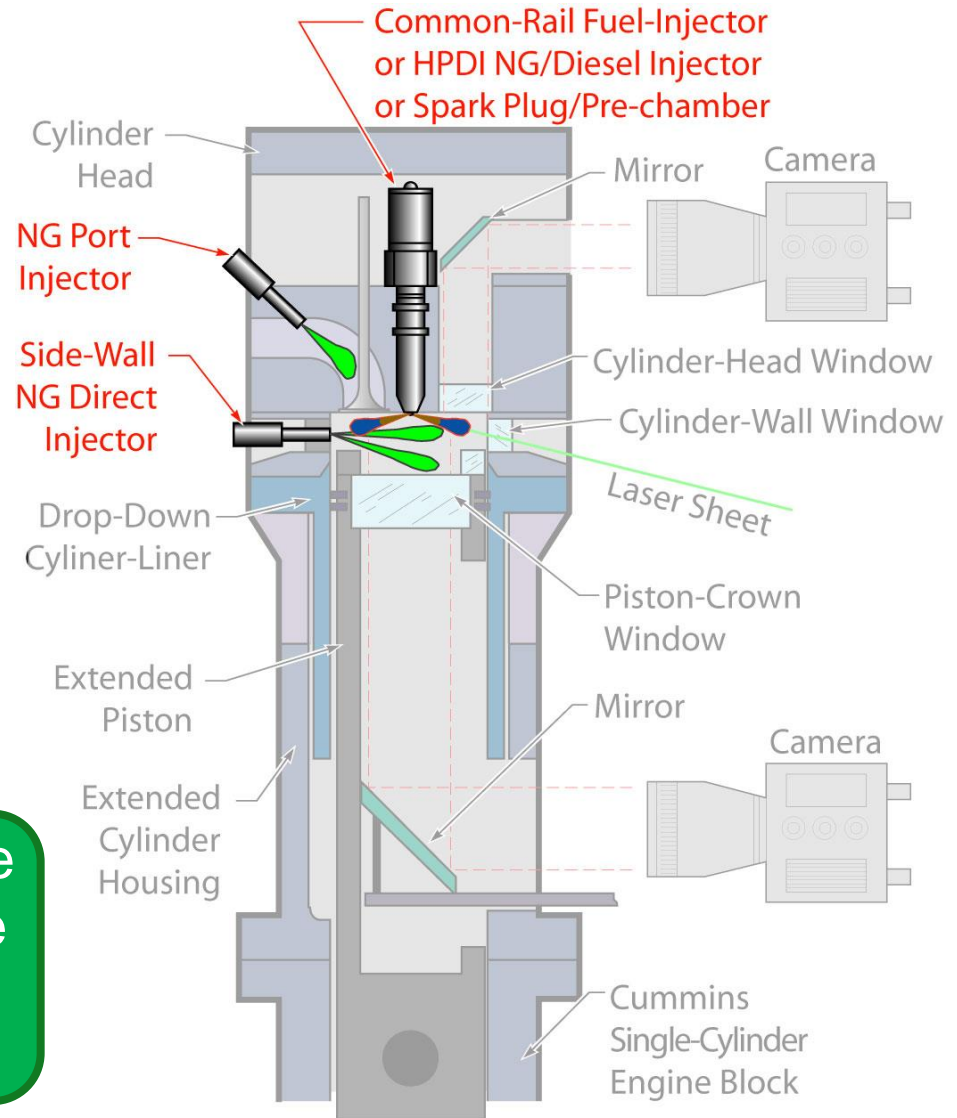 Common-Rail Fuel-Injector
or HPDI NG/Diesel Injector
or Spark Plug/Pre-chamber
Cylinder
Head
Mirror
Camera
NG Port
Injector
Side-Wall
NG Direct
Injector
Cylinder-Head Window
Cylinder-Wall Window
Laser Sheet
Drop-Down
Cyliner-Liner
Piston-Crown
Window
Extended
Piston
Mirror
Camera
Extended
Cylinder
Housing
e
e
Cummins
Single-Cylinder
Engine Block